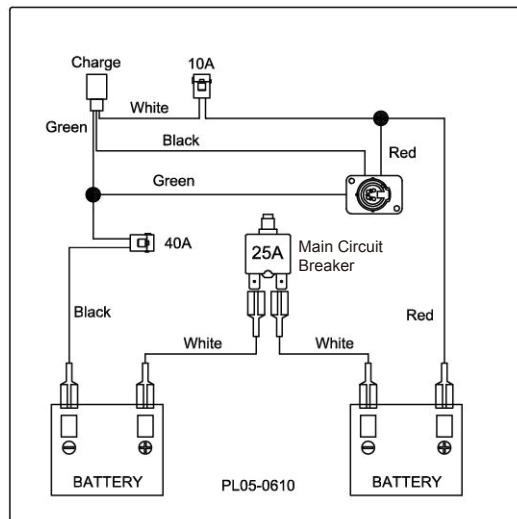 Charge
10A
White
Green
Black
Red
Green
40A
25A
Main Circuit
Breaker
Black
Red
White
White
BATTERY
PL05-0610
BATTERY